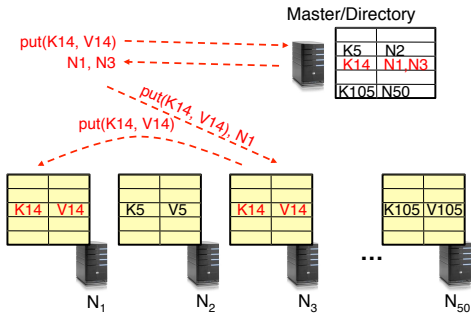 Master/Directory
put(K14, V14)
N1, N3
K5 N2
K14 N1,N3
K105 N50
put(K14, V14), N1
put(K14, V14)
K14 V14
K5 V5
K14 V14
K105 V105
...
N1
N2
N3
N50